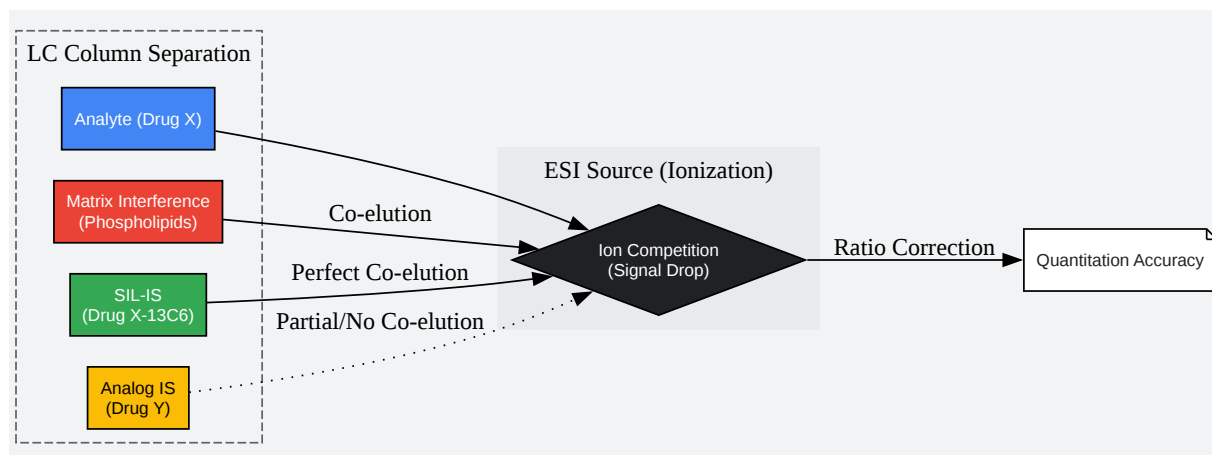 LC Column Separation
Analyte (Drug X)
Matrix Interference
(Phospholipids)
SIL-IS
(Drug X-13C6)
Analog IS
(Drug Y)
Co-elution
Perfect Co-elution
Partial/No Co-elution
ESI Source (Ionization)
Ion Competition
(Signal Drop)
Ratio Correction
Quantitation Accuracy